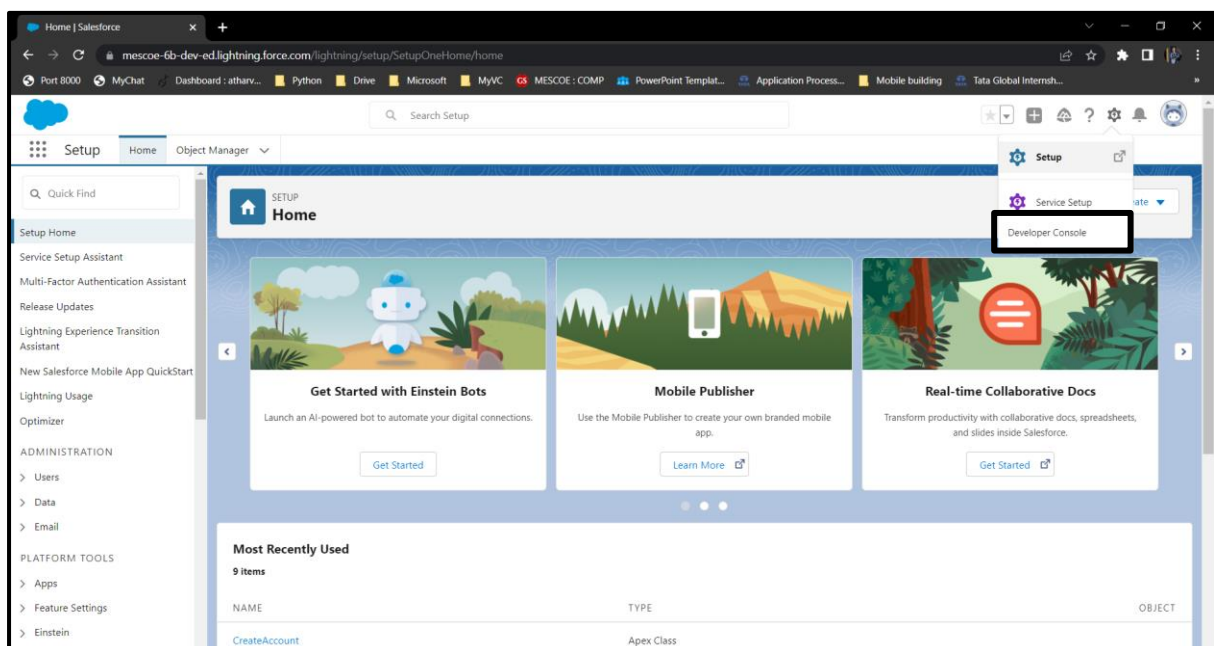 Home | Salesforce
mescoe-6b-dev-ed.lightning.force.com/lightning/setup/SetupOneHome/home
Port 8000 MyChat Dashboard : atharv... Python Drive Microsoft MyVC GS MESCOE : COMP PowerPoint Templat... Application Process... Mobile building Tata Global Internsh... »
Search Setup
Setup Home Object Manager
Setup
Service Setup
Developer Console
Quick Find
Setup Home
Service Setup Assistant
Multi-Factor Authentication Assistant
Release Updates
Lightning Experience Transition
Assistant
New Salesforce Mobile App QuickStart
Lightning Usage
Optimizer
ADMINISTRATION
Users
Data
Email
PLATFORM TOOLS
Apps
Feature Settings
Einstein
SETUP
Home
eate
Get Started with Einstein Bots
Launch an AI-powered bot to automate your digital connections.
Get Started
Mobile Publisher
Use the Mobile Publisher to create your own branded mobile
app.
Learn More
Real-time Collaborative Docs
Transform productivity with collaborative docs, spreadsheets,
and slides inside Salesforce.
Get Started
Most Recently Used
9 items
NAME TYPE OBJECT
CreateAccount Apex Class